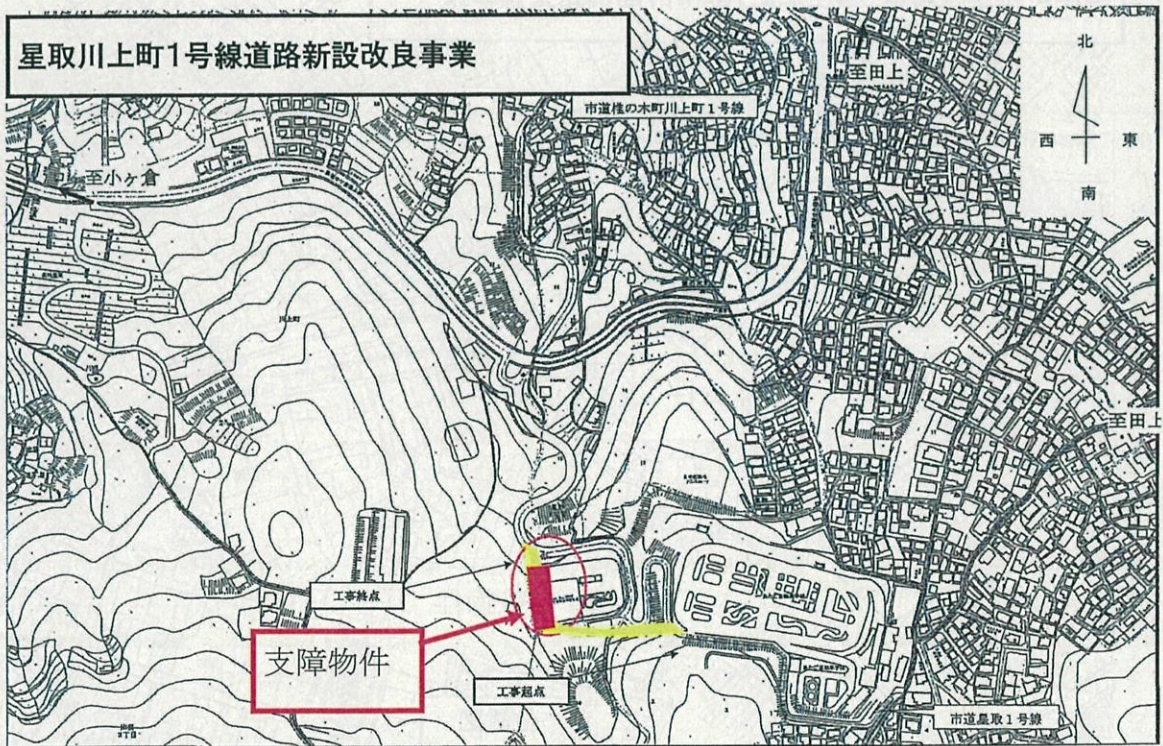 星取川上町1号線道路新設改良事業
北
至田上
市道椎の木町川上町1号線
西
東
南
至小ヶ倉
川上町
至田上
工事終点
支障物件
工事起点
市道星取1号線